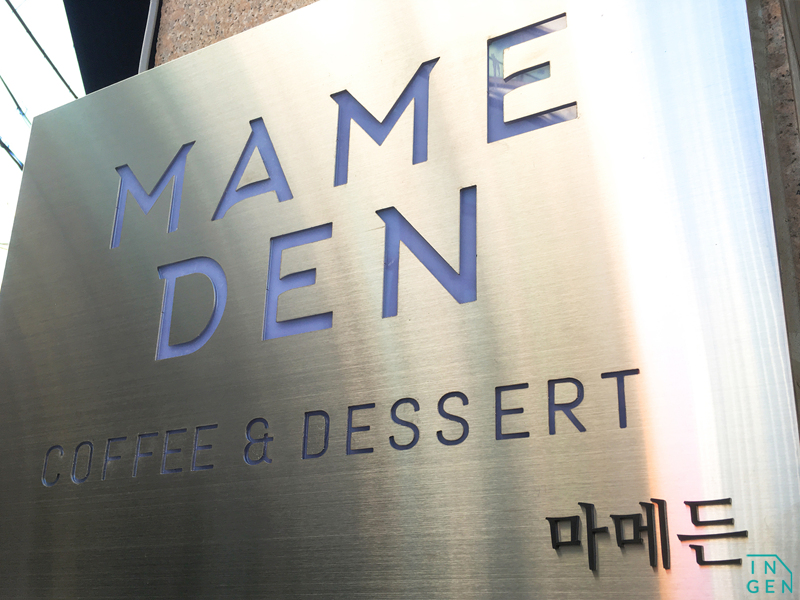 MAME
DEN
COFFEE & DESSERT
마메든
IN
GEN